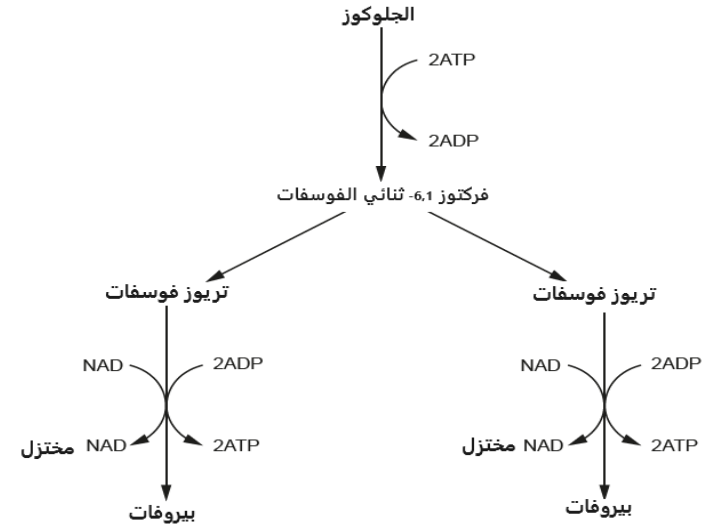 الجلوكوز
2ATP
2ADP
فركتوز 6,1- ثنائي الفوسفات
تريوز فوسفات
تريوز فوسفات
NAD
2ADP
NAD
2ADP
مختزل NAD
2ATP
مختزل NAD
2ATP
بيروفات
بيروفات